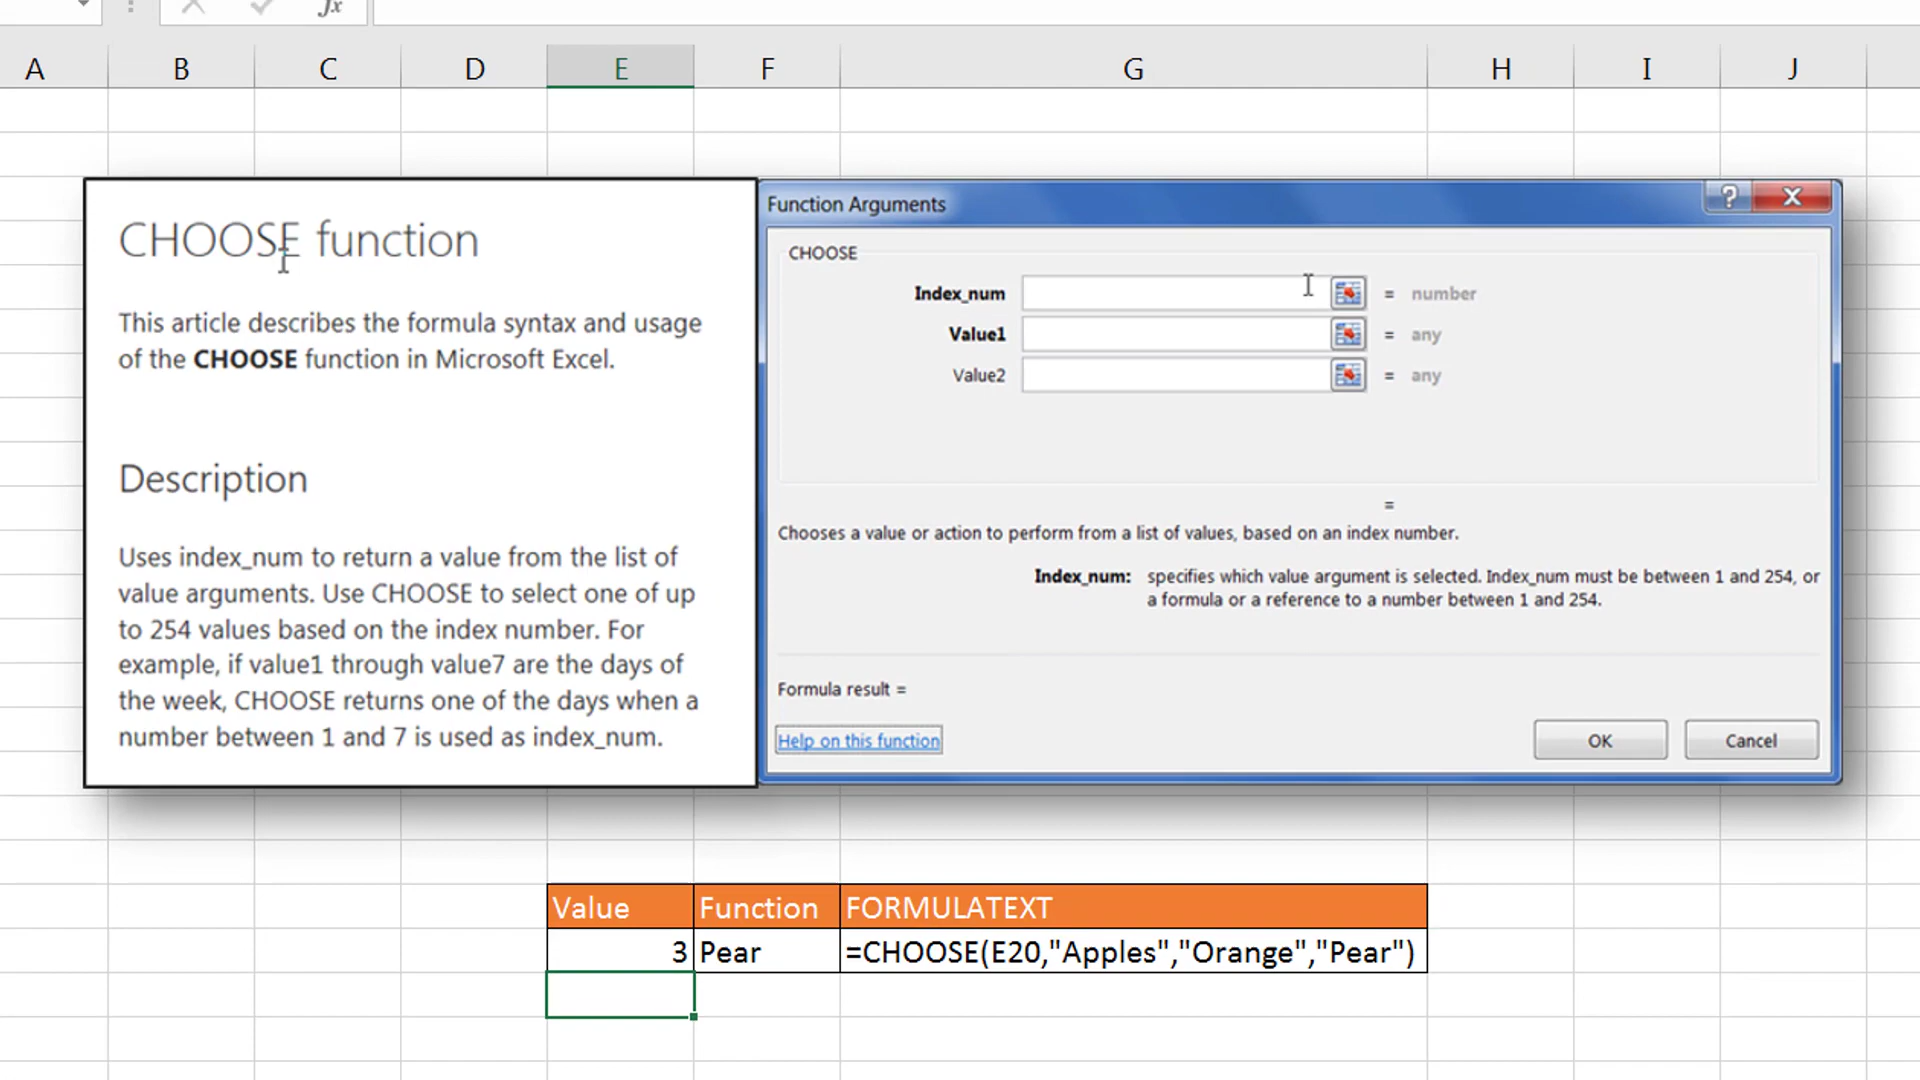 fx
A B C D E F G H I J
CHOOSE function
This article describes the formula syntax and usage
of the CHOOSE function in Microsoft Excel.
Description
Uses index_num to return a value from the list of
value arguments. Use CHOOSE to select one of up
to 254 values based on the index number. For
example, if value1 through value7 are the days of
the week, CHOOSE returns one of the days when a
number between 1 and 7 is used as index_num.
Function Arguments ?
CHOOSE
Index_num = number
Value1 = any
Value2 = any
=
Chooses a value or action to perform from a list of values, based on an index number.
Index_num: specifies which value argument is selected. Index_num must be between 1 and 254, or
a formula or a reference to a number between 1 and 254.
Formula result =
Help on this function OK Cancel
Value Function FORMULATEXT
3 Pear =CHOOSE(E20,"Apples","Orange","Pear")